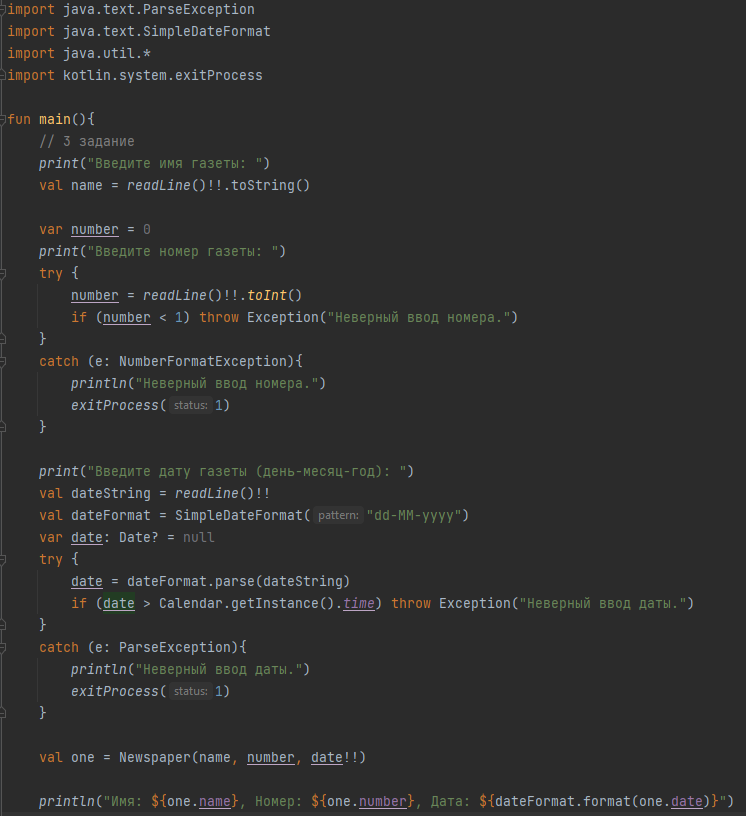 import java.text.ParseException
import java.text.SimpleDateFormat
import java.util.*
import kotlin.system.exitProcess
fun main(){
// 3 задание
print("Введите имя газеты: ")
val name = readLine()!!.toString()
var number = 0
print("Введите номер газеты: ")
try {
number = readLine()!!.toInt()
if (number < 1) throw Exception("Неверный ввод номера.")
}
catch (e: NumberFormatException){
println("Неверный ввод номера.")
exitProcess( status: 1)
}
print("Введите дату газеты (день-месяц-год): ")
val dateString = readLine()!!
val dateFormat = SimpleDateFormat( pattern: "dd-MM-yyyy")
var date: Date? = null
try {
date = dateFormat.parse(dateString)
if (date > Calendar.getInstance().time) throw Exception("Неверный ввод даты.")
}
catch (e: ParseException){
println("Неверный ввод даты.")
exitProcess( status: 1)
}
val one = Newspaper(name, number, date!!)
println("Имя: ${one.name}, Номер: ${one.number}, Дата: ${dateFormat.format(one.date)}")